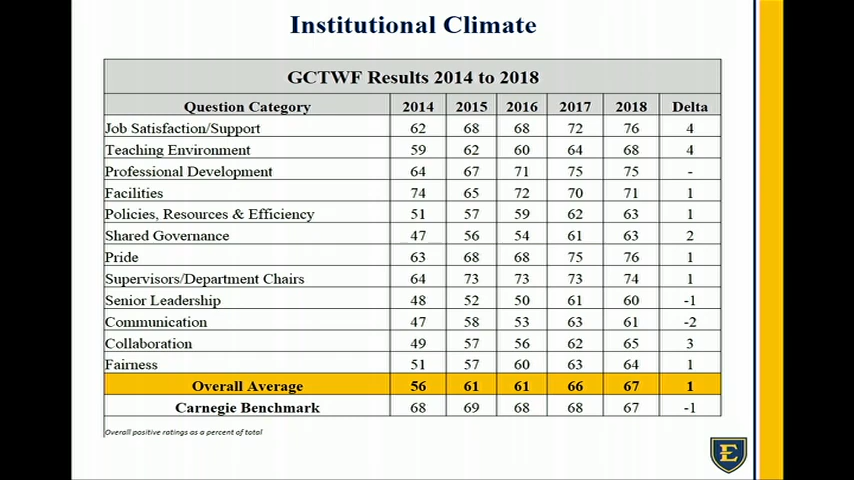 Institutional Climate
GCTWF Results 2014 to 2018
Question Category 2014 2015 2016 2017 2018 Delta
Job Satisfaction/Support 62 68 68 72 76 4
Teaching Environment 59 62 60 64 68 4
Professional Development 64 67 71 75 75 -
Facilities 74 65 72 70 71 1
Policies, Resources & Efficiency 51 57 59 62 63 1
Shared Governance 47 56 54 61 63 2
Pride 63 68 68 75 76 1
Supervisors/Department Chairs 64 73 73 73 74 1
Senior Leadership 48 52 50 61 60 -1
Communication 47 58 53 63 61 -2
Collaboration 49 57 56 62 65 3
Fairness 51 57 60 63 64 1
Overall Average 56 61 61 66 67 1
Carnegie Benchmark 68 69 68 68 67 -1
Overall positive ratings as a percent of total
E